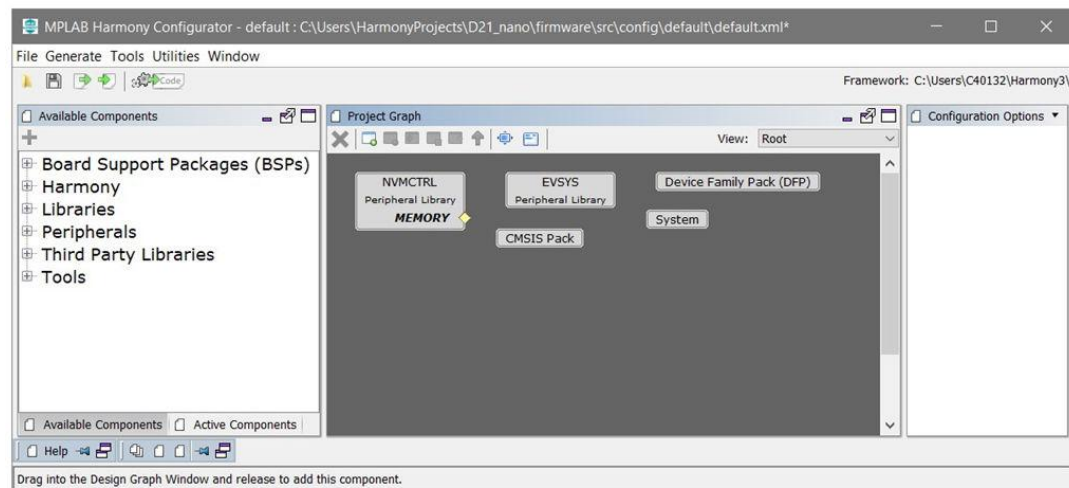 MPLAB Harmony Configurator - default : C:\Users\HarmonyProjects\D21_nano\firmware\src\config\default\default.xml*
File Generate Tools Utilities Window
Code
Framework: C:\Users\C40132\Harmony3\
Available Components
Project Graph
Configuration Options
View: Root
Board Support Packages (BSPs)
Harmony
Libraries
Peripherals
Third Party Libraries
Tools
NVMCTRL
Peripheral Library
MEMORY
EVSYS
Peripheral Library
Device Family Pack (DFP)
System
CMSIS Pack
Available Components
Active Components
Help
Drag into the Design Graph Window and release to add this component.